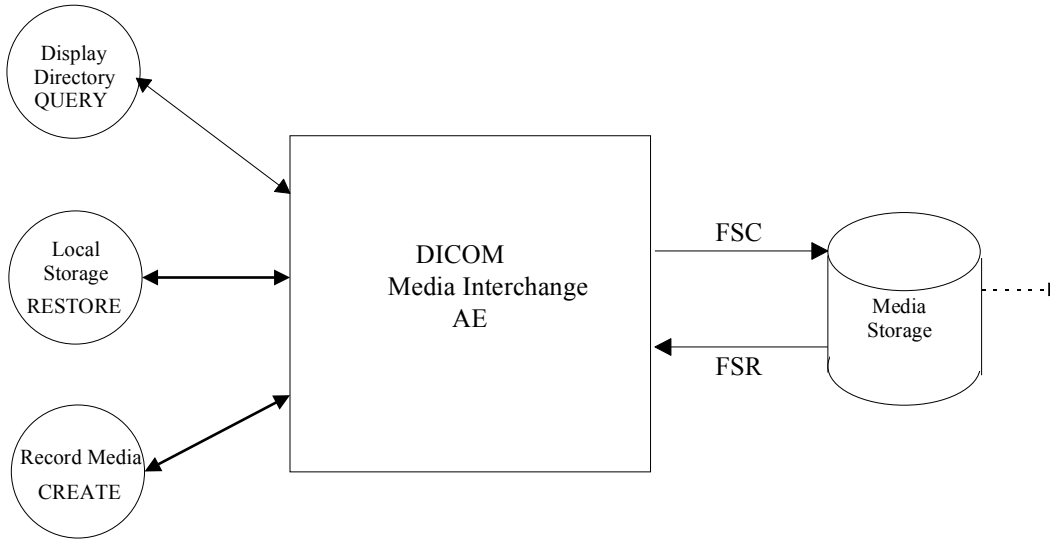 Display
Directory
QUERY
Local
Storage
RESTORE
Record Media
CREATE
DICOM
Media Interchange
AE
FSC
FSR
Media
Storage